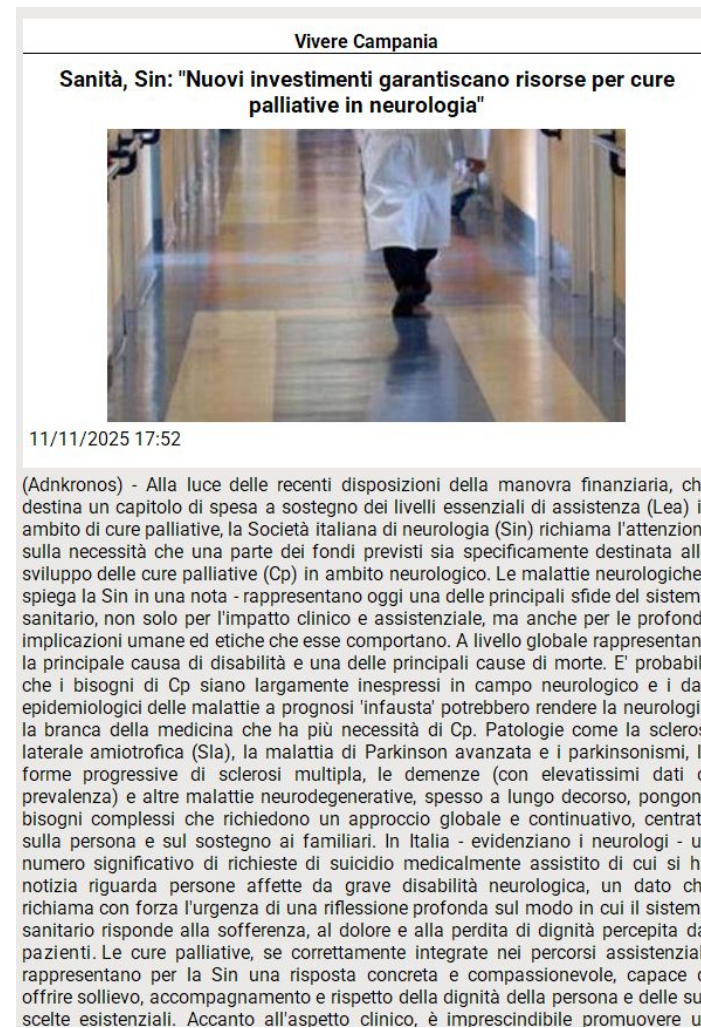 Vivere Campania
Sanità, Sin: "Nuovi investimenti garantiscano risorse per cure
palliative in neurologia"
11/11/2025 17:52
(Adnkronos) - Alla luce delle recenti disposizioni della manovra finanziaria, ch
destina un capitolo di spesa a sostegno dei livelli essenziali di assistenza (Lea) i
ambito di cure palliative, la Società italiana di neurologia (Sin) richiama l'attenzion
sulla necessità che una parte dei fondi previsti sia specificamente destinata all
sviluppo delle cure palliative (Cp) in ambito neurologico. Le malattie neurologiche
spiega la Sin in una nota - rappresentano oggi una delle principali sfide del sistem
sanitario, non solo per l'impatto clinico e assistenziale, ma anche per le profond
implicazioni umane ed etiche che esse comportano. A livello globale rappresentan
la principale causa di disabilità e una delle principali cause di morte. E' probabil
che i bisogni di Cp siano largamente inespressi in campo neurologico e i da
epidemiologici delle malattie a prognosi 'infausta' potrebbero rendere la neurologi
la branca della medicina che ha più necessità di Cp. Patologie come la scleros
laterale amiotrofica (Sla), la malattia di Parkinson avanzata e i parkinsonismi, l
forme progressive di sclerosi multipla, le demenze (con elevatissimi dati d
prevalenza) e altre malattie neurodegenerative, spesso a lungo decorso, pongon
bisogni complessi che richiedono un approccio globale e continuativo, centrat
sulla persona e sul sostegno ai familiari. In Italia - evidenziano i neurologi - u
numero significativo di richieste di suicidio medicalmente assistito di cui si h
notizia riguarda persone affette da grave disabilità neurologica, un dato ch
richiama con forza l'urgenza di una riflessione profonda sul modo in cui il sistem
sanitario risponde alla sofferenza, al dolore e alla perdita di dignità percepita da
pazienti. Le cure palliative, se correttamente integrate nei percorsi assistenzial
rappresentano per la Sin una risposta concreta e compassionevole, capace d
offrire sollievo, accompagnamento e rispetto della dignità della persona e delle su
scelte esistenziali. Accanto all'aspetto clinico, è imprescindibile promuovere u